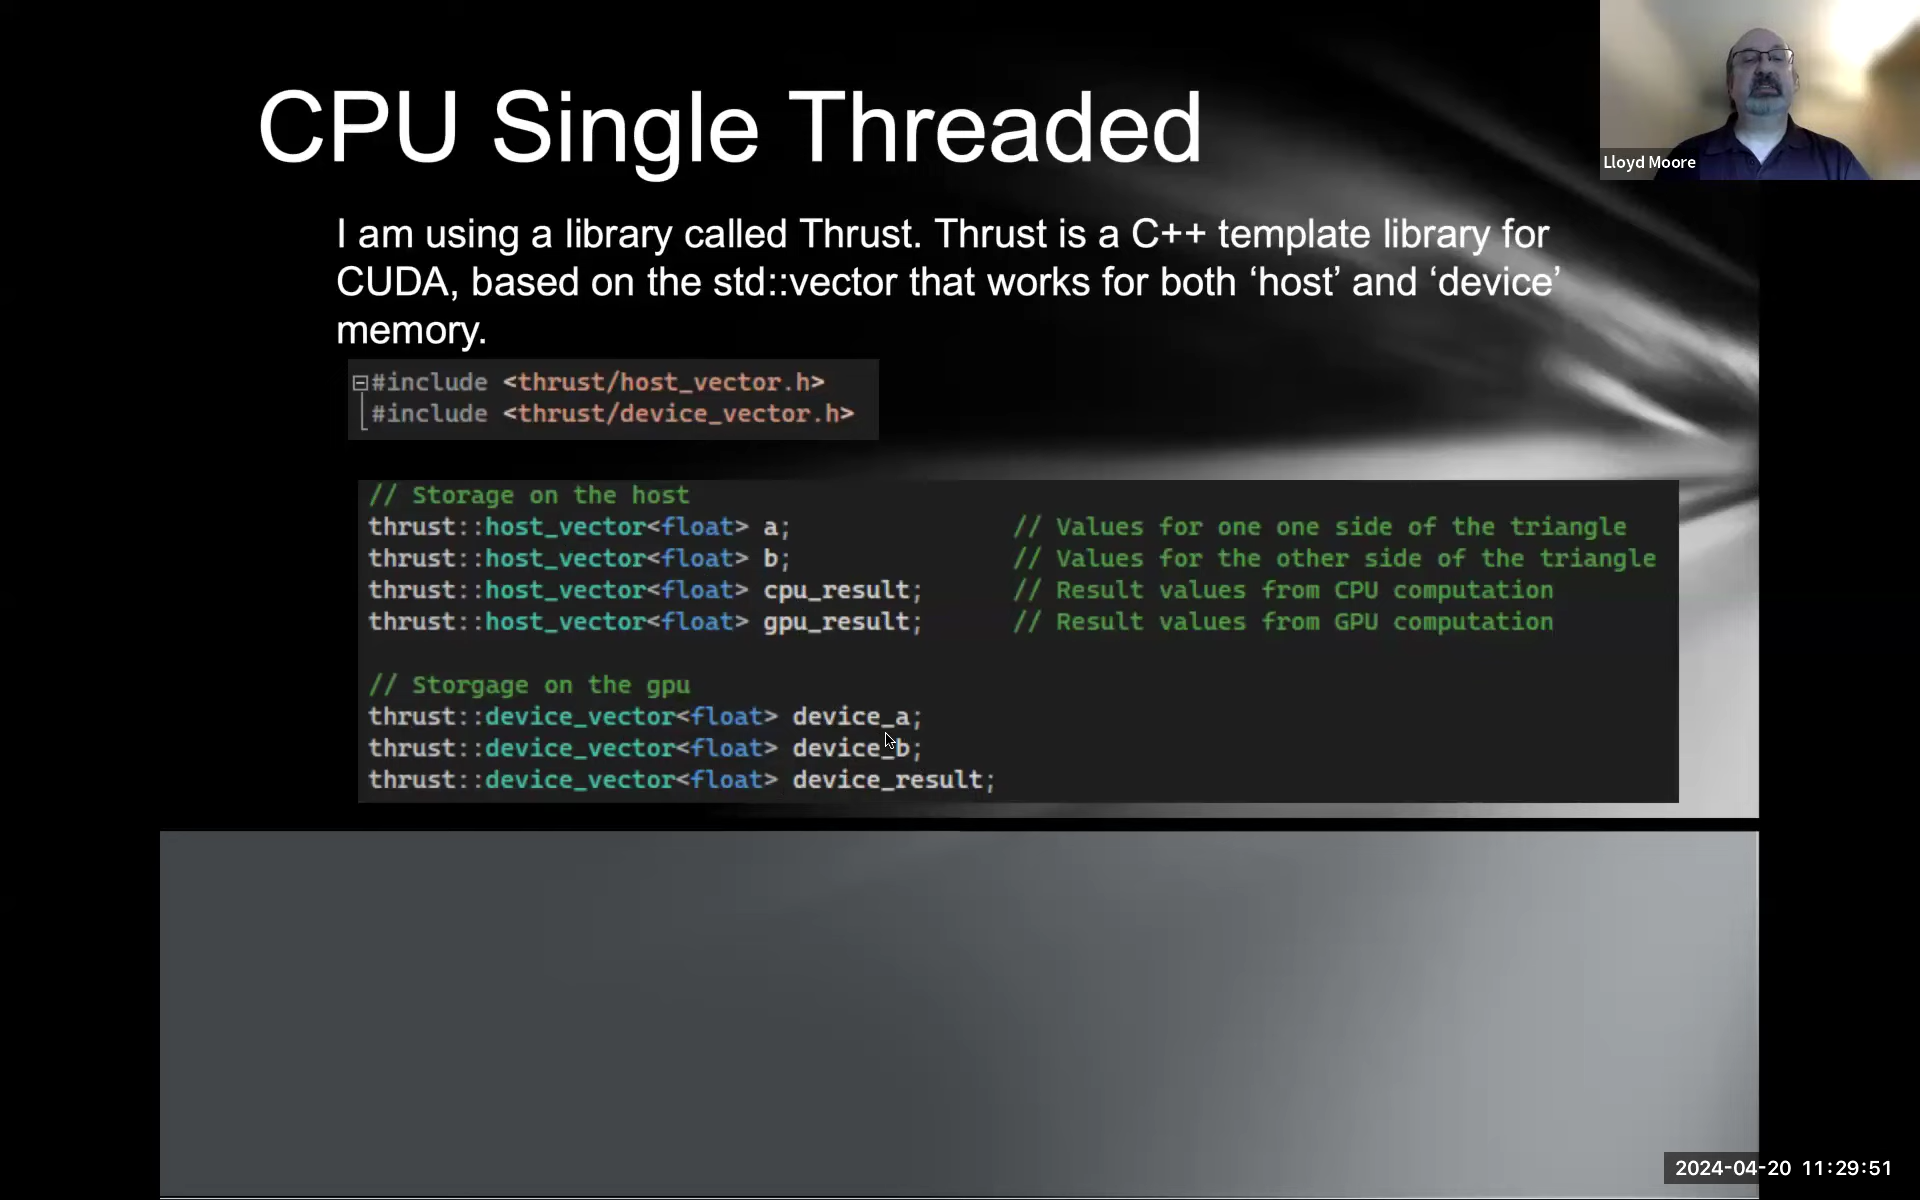 CPU Single Threaded
Lloyd Moore
I am using a library called Thrust. Thrust is a C++ template library for
CUDA, based on the std::vector that works for both ‘host’ and ‘device’
memory.
#include <thrust/host_vector.h>
#include <thrust/device_vector.h>
// Storage on the host
thrust::host_vector<float> a; // Values for one one side of the triangle
thrust::host_vector<float> b; // Values for the other side of the triangle
thrust::host_vector<float> cpu_result; // Result values from CPU computation
thrust::host_vector<float> gpu_result; // Result values from GPU computation
// Storgage on the gpu
thrust::device_vector<float> device_a;
thrust::device_vector<float> device_b;
thrust::device_vector<float> device_result;
2024-04-20 11:29:51